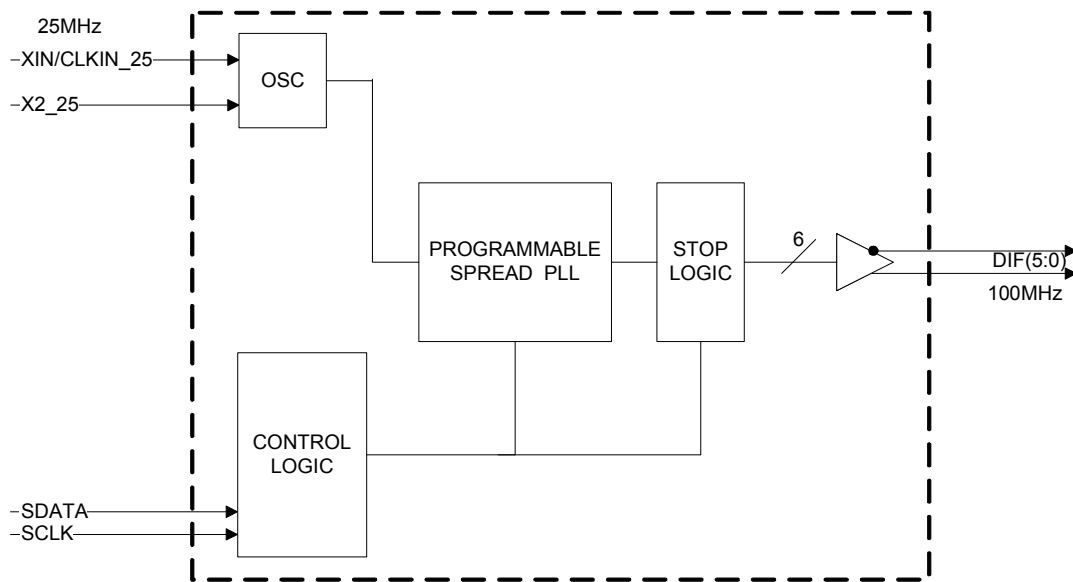 25MHz
XIN/CLKIN_25
X2_25
OSC
PROGRAMMABLE
SPREAD PLL
STOP
LOGIC
6
DIF(5:0)
100MHz
CONTROL
LOGIC
SDATA
SCLK